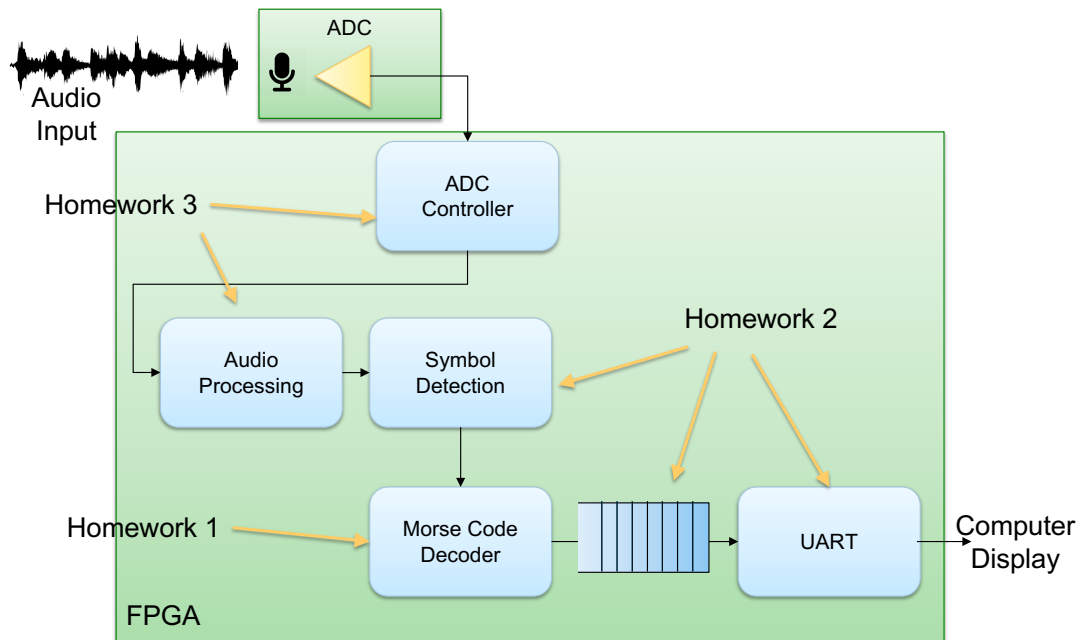 ADC
Audio
Input
ADC
Controller
Homework 3
Homework 2
Audio
Processing
Symbol
Detection
Homework 1
Morse Code
Decoder
UART
Computer
Display
FPGA